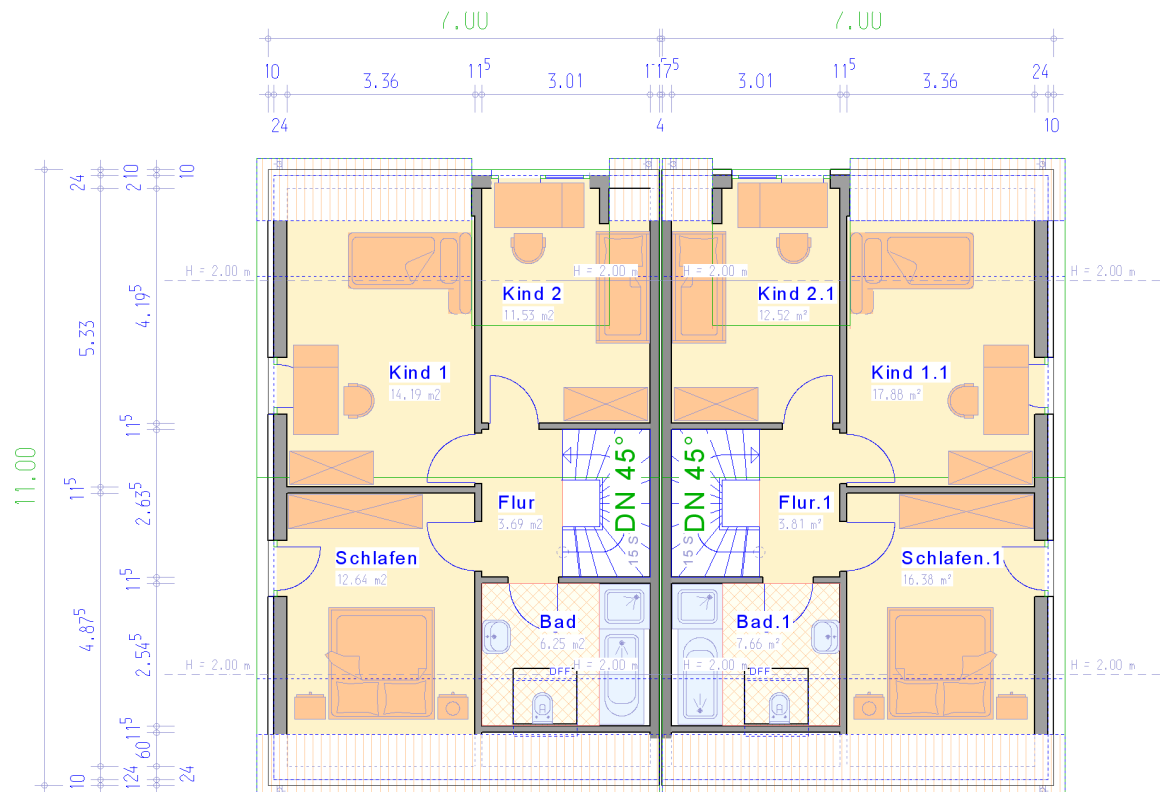 7.00 7.00
10 3.36 11⁵ 3.01 3.01 11⁵ 3.36 24
24 4 10
24
10
2
10
H = 2.00 m H = 2.00 m H = 2.00 m H = 2.00 m
Kind 2
11.53 m2
Kind 2.1
12.52 m²
4.19⁵
5.33
Kind 1
14.19 m2
Kind 1.1
17.88 m²
11⁵
11.00
DN 45°
DN 45°
11⁵
2.63⁵
Flur
3.69 m2
Flur.1
3.81 m²
15 S
15 S
Schlafen
12.64 m2
Schlafen.1
16.38 m²
11⁵
4.87⁵
2.54⁵
Bad
6.25 m2
Bad.1
7.66 m²
H = 2.00 m H = 2.00 m H = 2.00 m H = 2.00 m
DFF DFF
11⁵
60
10
24
24